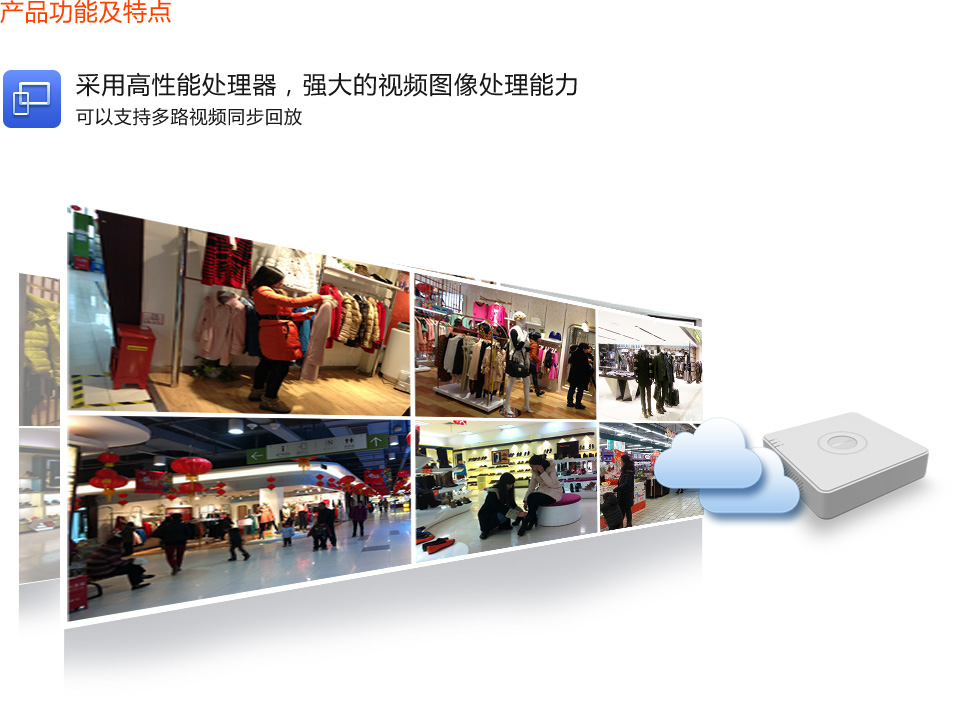 产品功能及特点
采用高性能处理器，强大的视频图像处理能力
可以支持多路视频同步回放